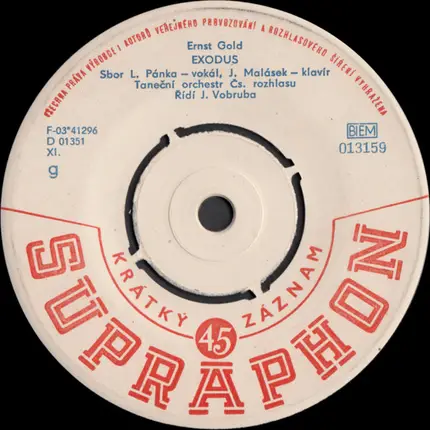 VŠECHNA PRÁVA VÝROBCE I AUTORŮ VEŘEJNÉHO PROVOZOVÁNÍ A ROZHLASOVÉHO ŠÍŘENÍ VYHRAŽENA
Ernst Gold
EXODUS
Sbor L. Pánka – vokál, J. Malásek – klavír
Taneční orchestr Čs. rozhlasu
Řídí J. Vobruba
F-03*41296
D 01351
XI.
g
BIEM
013159
KRÁTKÝ 45 ZÁZNAM
SUPRAPHON